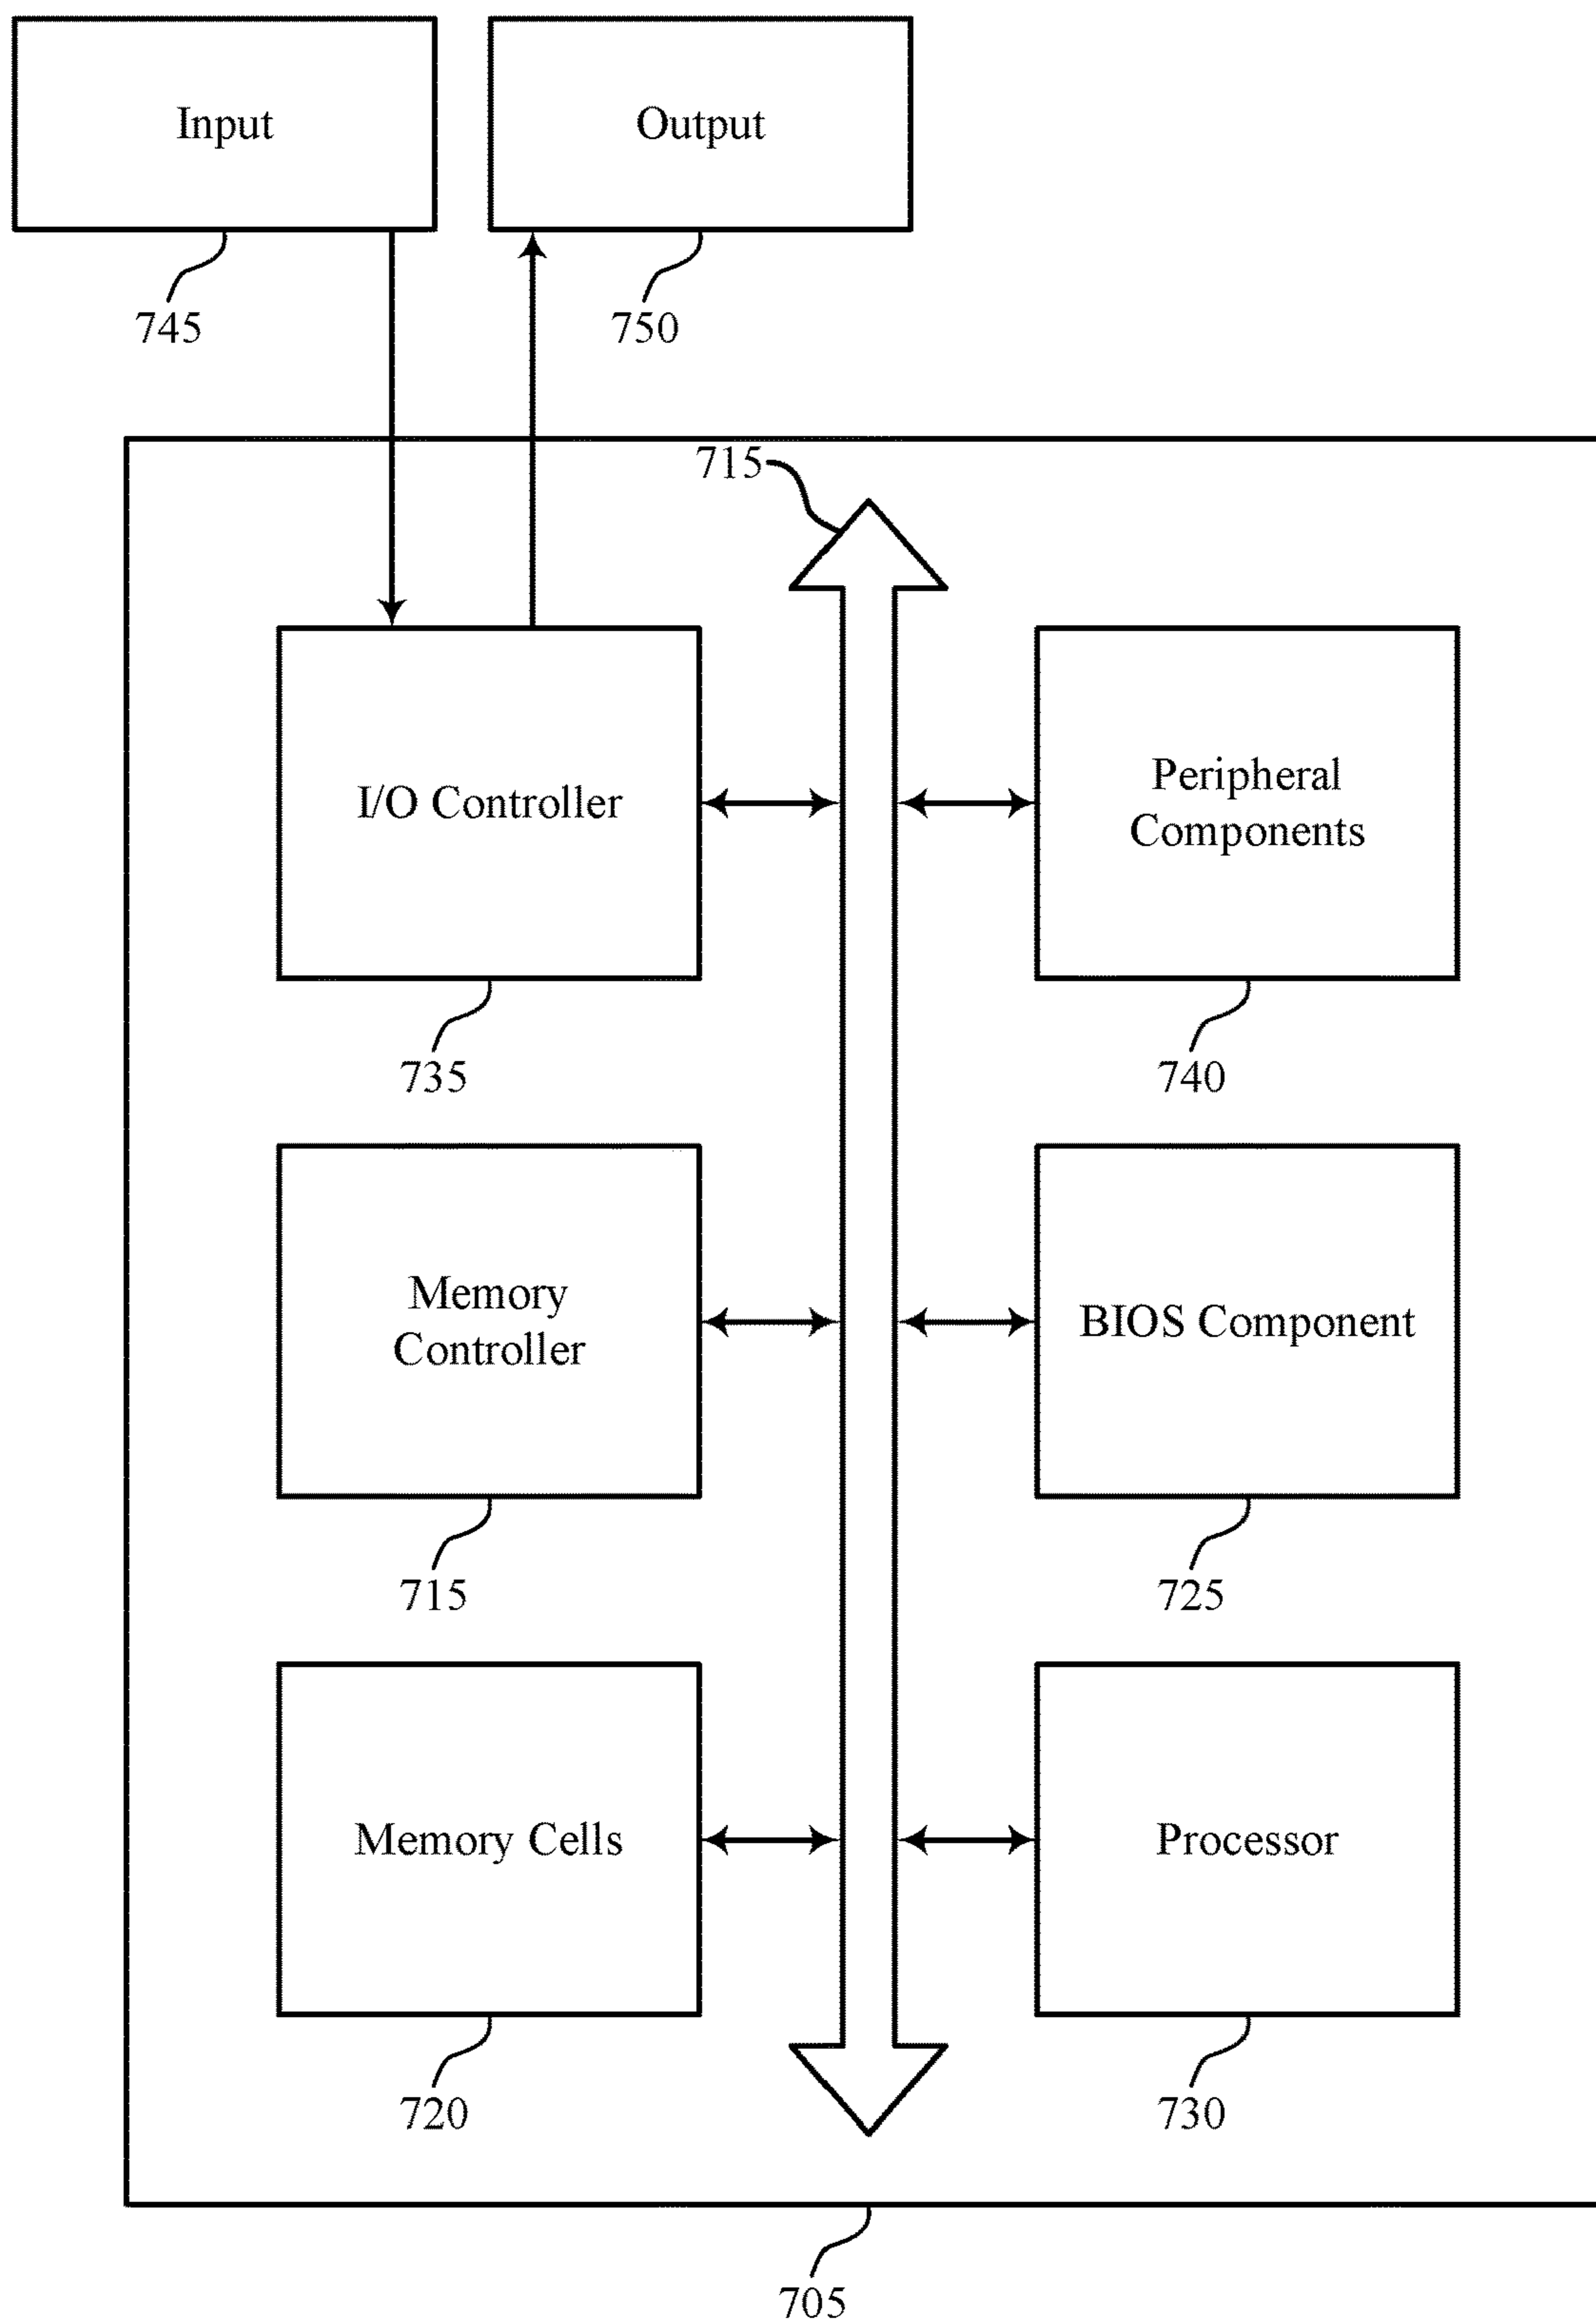 Input
Output
745
750
715
I/O Controller
Peripheral
Components
735
740
Memory
Controller
BIOS Component
715
725
Memory Cells
Processor
720
730
705